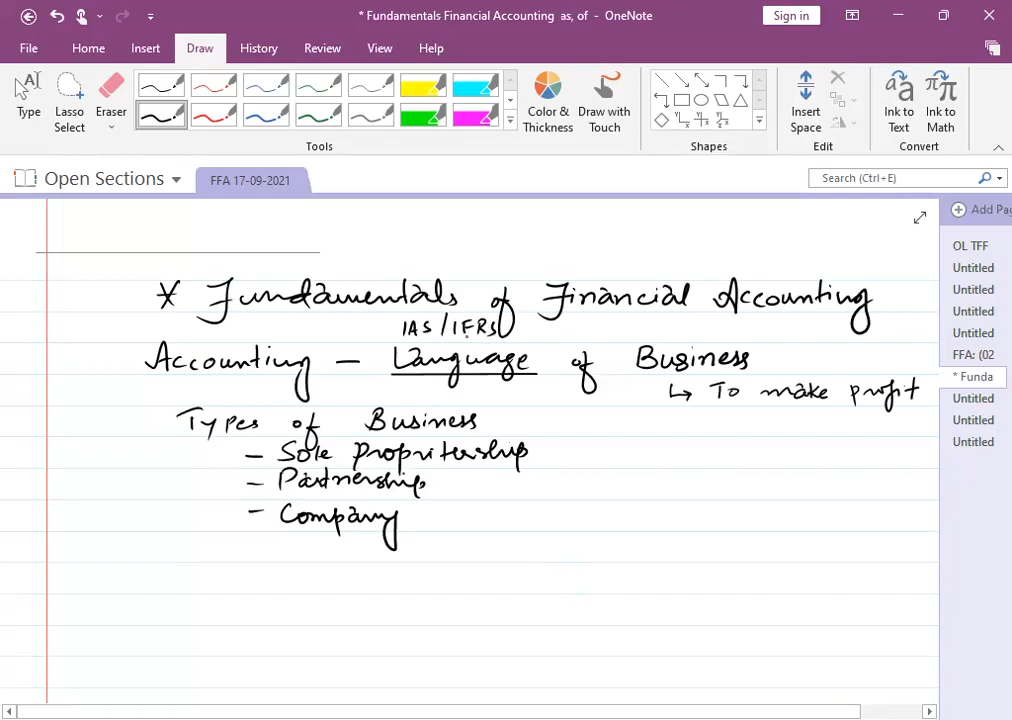 * Fundamentals Financial Accounting as, of - OneNote
Sign in
File Home Insert Draw History Review View Help
Type
Lasso Select
Eraser
Color & Thickness
Draw with Touch
Insert Space
Ink to Text
Ink to Math
Tools
Shapes
Edit
Convert
Open Sections
FFA 17-09-2021
Search (Ctrl+E)
Add Pag
OL TFF
Untitled
Untitled
Untitled
Untitled
FFA: (02
* Funda
Untitled
Untitled
Untitled
* Fundamentals of Financial Accounting
IAS / IFRS
Accounting - Language of Business
↳ To make profit
Types of Business
- Sole Propritership
- Partnership
- Company